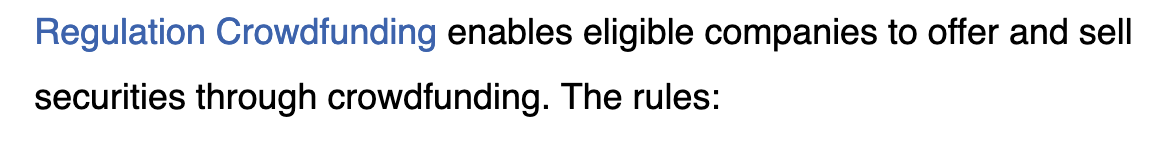 Regulation Crowdfunding enables eligible companies to offer and sell
securities through crowdfunding. The rules: